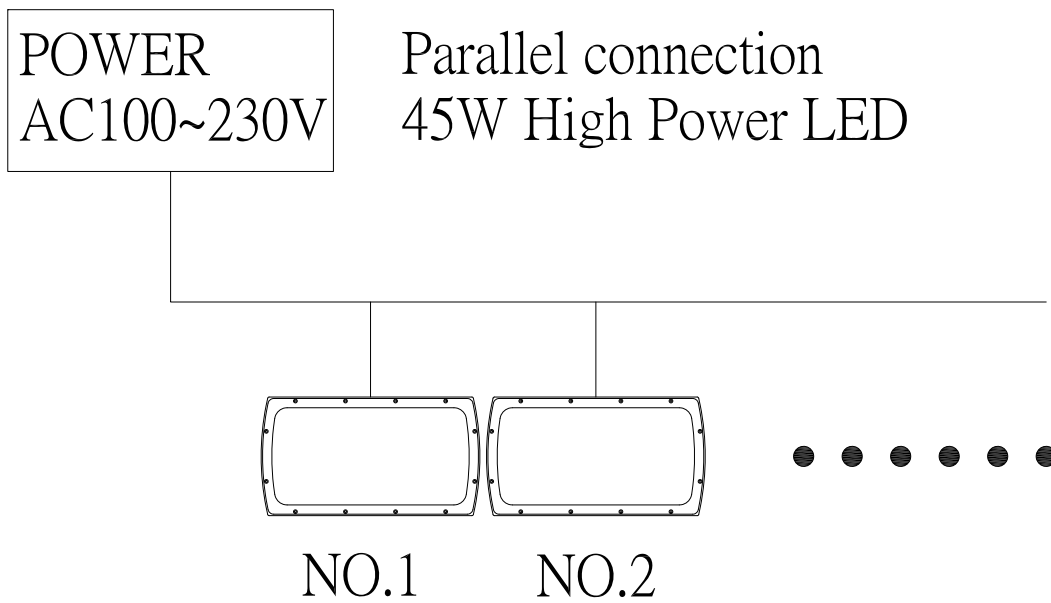 POWER
AC100~230V
Parallel connection
45W High Power LED
NO.1
NO.2